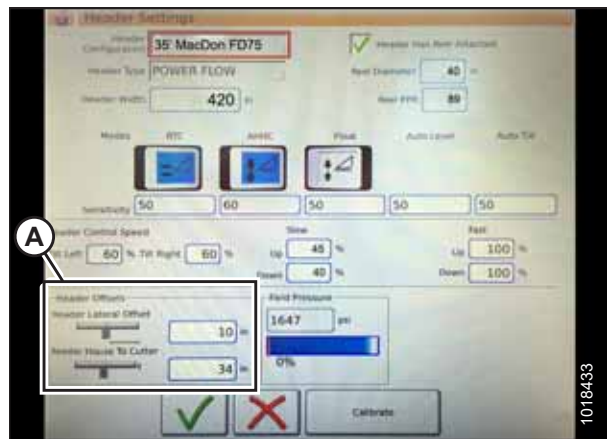 Header Settings
Header Configuration 35' MacDon FD75
Header Has Reel Attached
Header Type POWER FLOW
Reel Diameter 40 in
Header Width 420 in
Reel PPR 89
Modes RTC AHHC Float Auto Level Auto Tilt
Sensitivity 50 60 50 50 50
A
Header Control Speed Slow Fast
Tilt Left 60 % Tilt Right 60 % Up 45 % Up 100 %
Down 40 % Down 100 %
Header Offsets Field Pressure
Header Lateral Offset
10 in 1647 psi
Feeder House To Cutter
34 in 0%
Calibrate
1018433